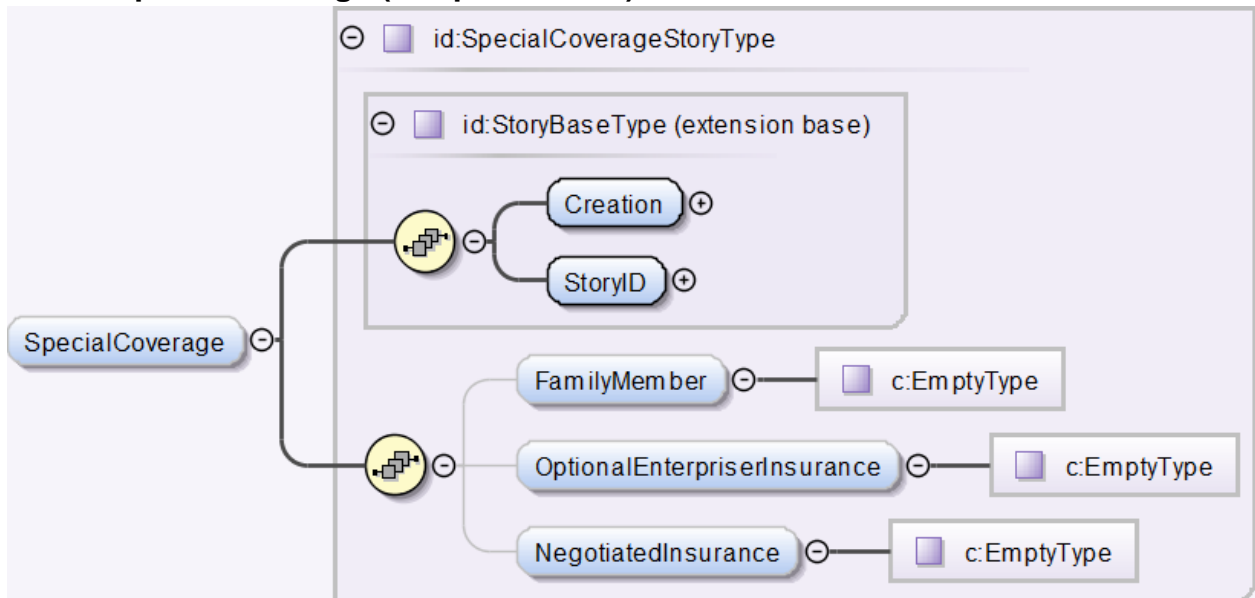 id:SpecialCoverageStoryType
id:StoryBaseType (extension base)
Creation
StoryID
SpecialCoverage
FamilyMember
c:EmptyType
OptionalEnterpriserInsurance
c:EmptyType
NegotiatedInsurance
c:EmptyType